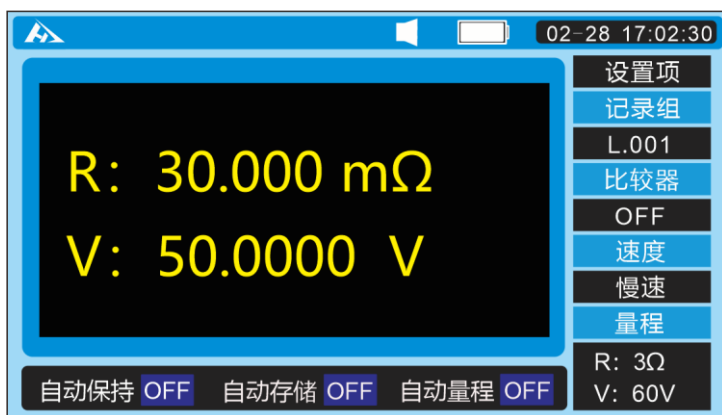 02-28 17:02:30
R: 30.000 mΩ
V: 50.0000 V
设置项
记录组
L.001
比较器
OFF
速度
慢速
量程
R: 3Ω
V: 60V
自动保持 OFF 自动存储 OFF 自动量程 OFF